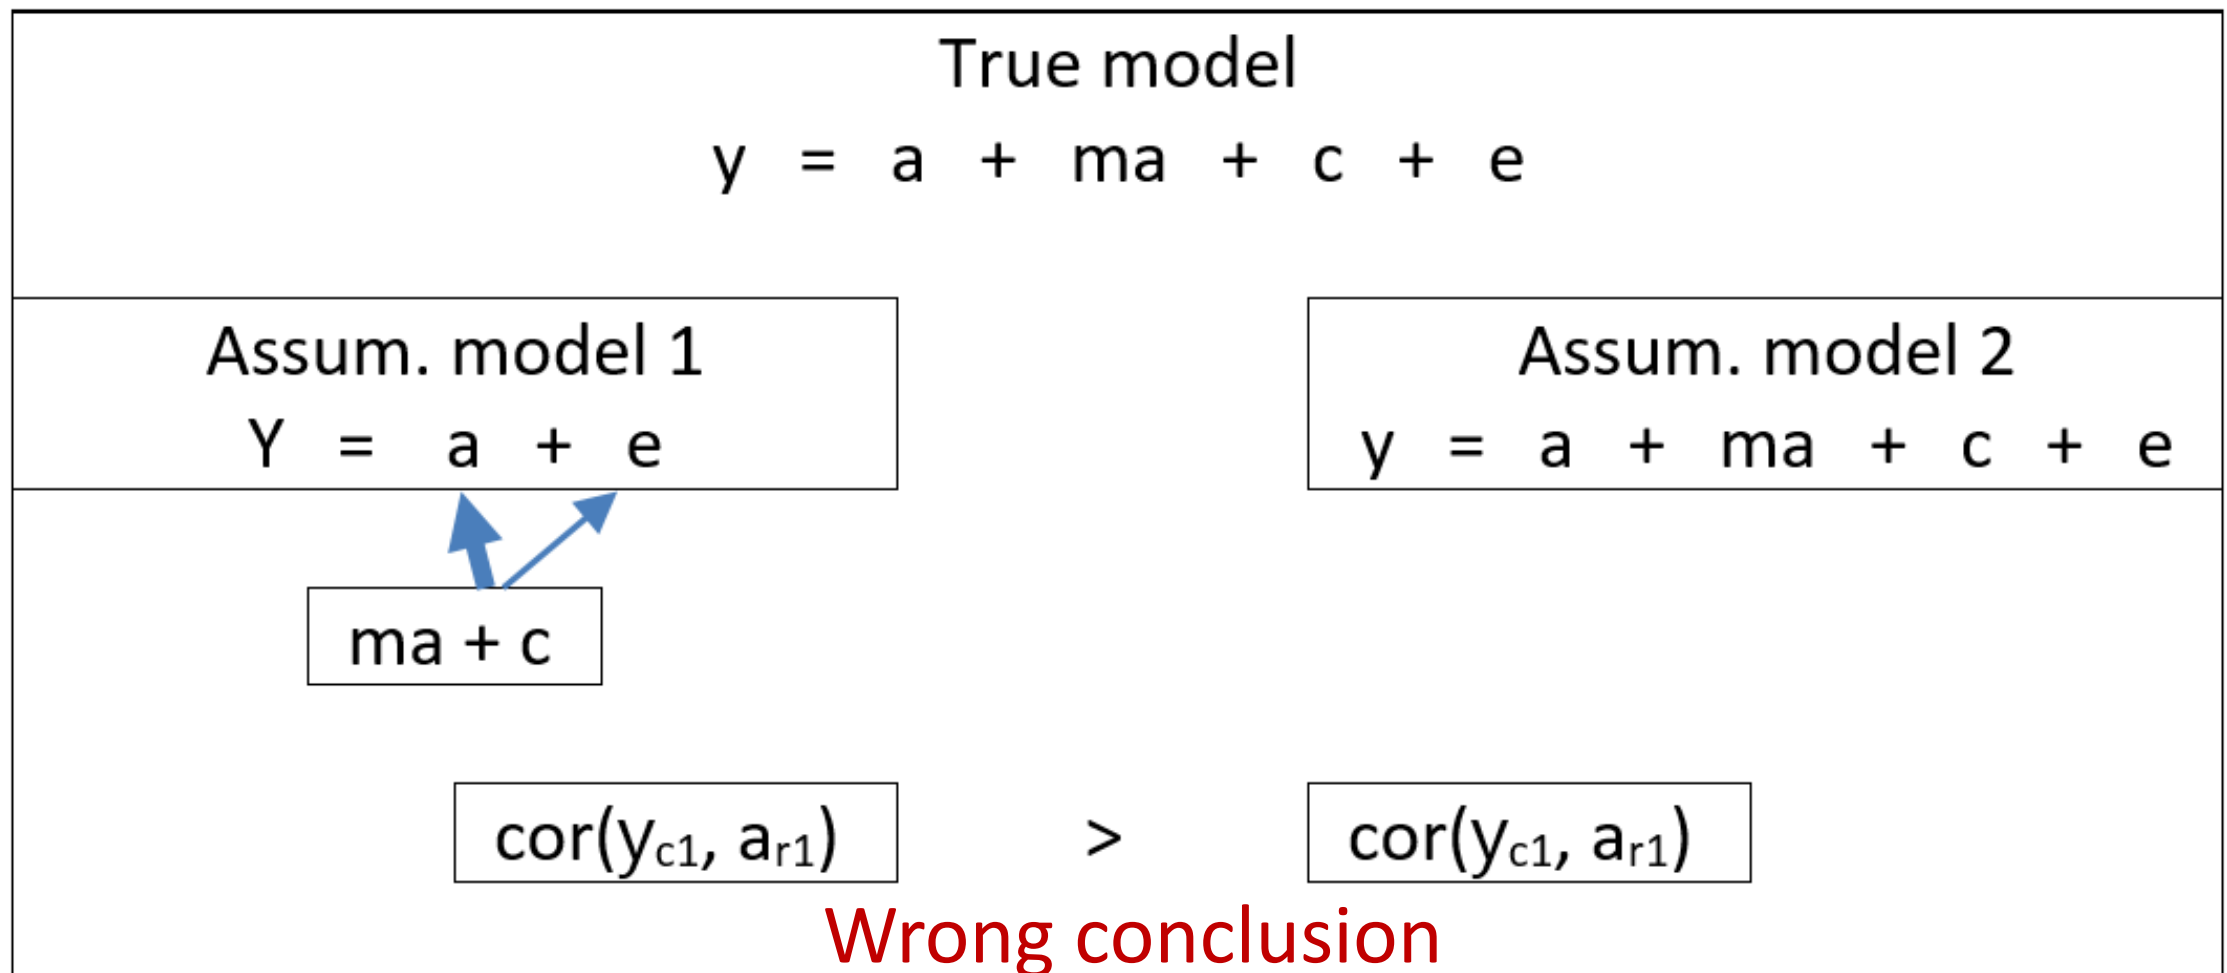 True model
y = a + ma + c + e
Assum. model 1
Y = a + e
Assum. model 2
y = a + ma + c + e
ma + c
cor(yc1, ar1) > cor(yc1, ar1)
Wrong conclusion